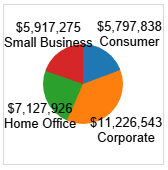 $5,917,275
Small Business
$5,797,838
Consumer
$7,127,926
Home Office
$11,226,543
Corporate